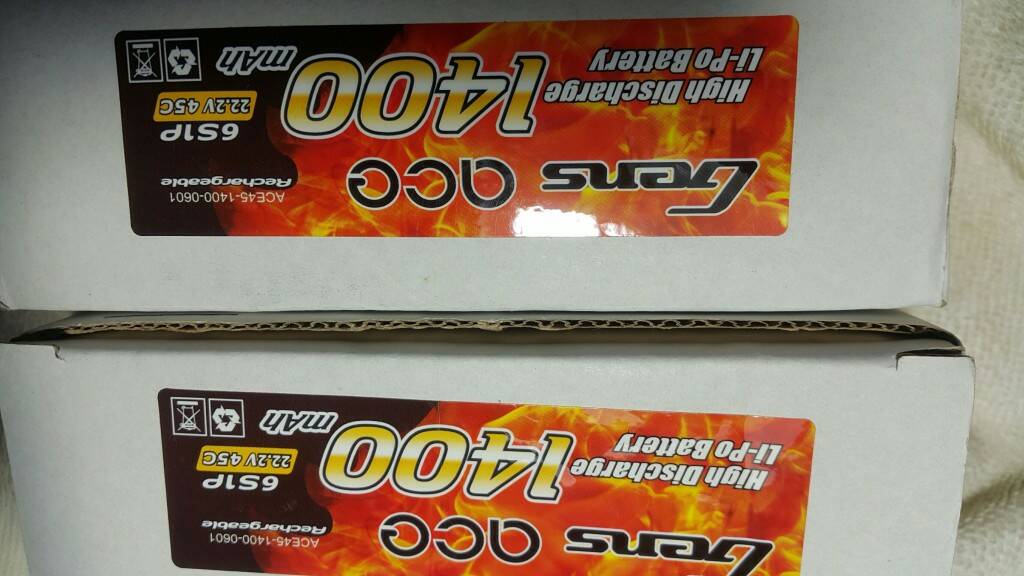 Gens ace
ACE45-1400-0601
Rechargeable
High Discharge
Li-Po Battery
1400 mAh
6S1P
22.2V 45C
Gens ace
ACE45-1400-0601
Rechargeable
High Discharge
Li-Po Battery
1400 mAh
6S1P
22.2V 45C